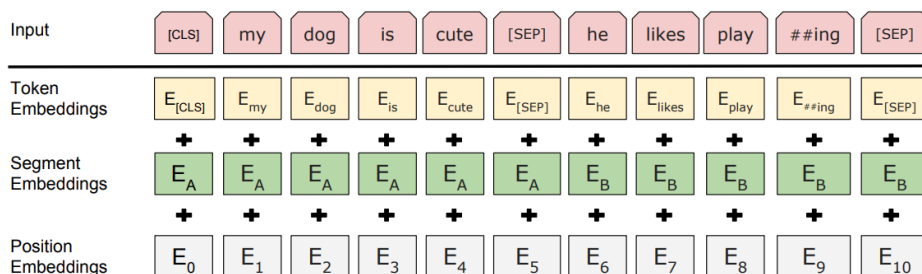 Input [CLS] my dog is cute [SEP] he likes play ##ing [SEP]
Token Embeddings E[CLS] Emy Edog Eis Ecute E[SEP] Ehe Elikes Eplay E##ing E[SEP]
+ + + + + + + + + + +
Segment Embeddings EA EA EA EA EA EA EB EB EB EB EB
+ + + + + + + + + + +
Position Embeddings E0 E1 E2 E3 E4 E5 E6 E7 E8 E9 E10